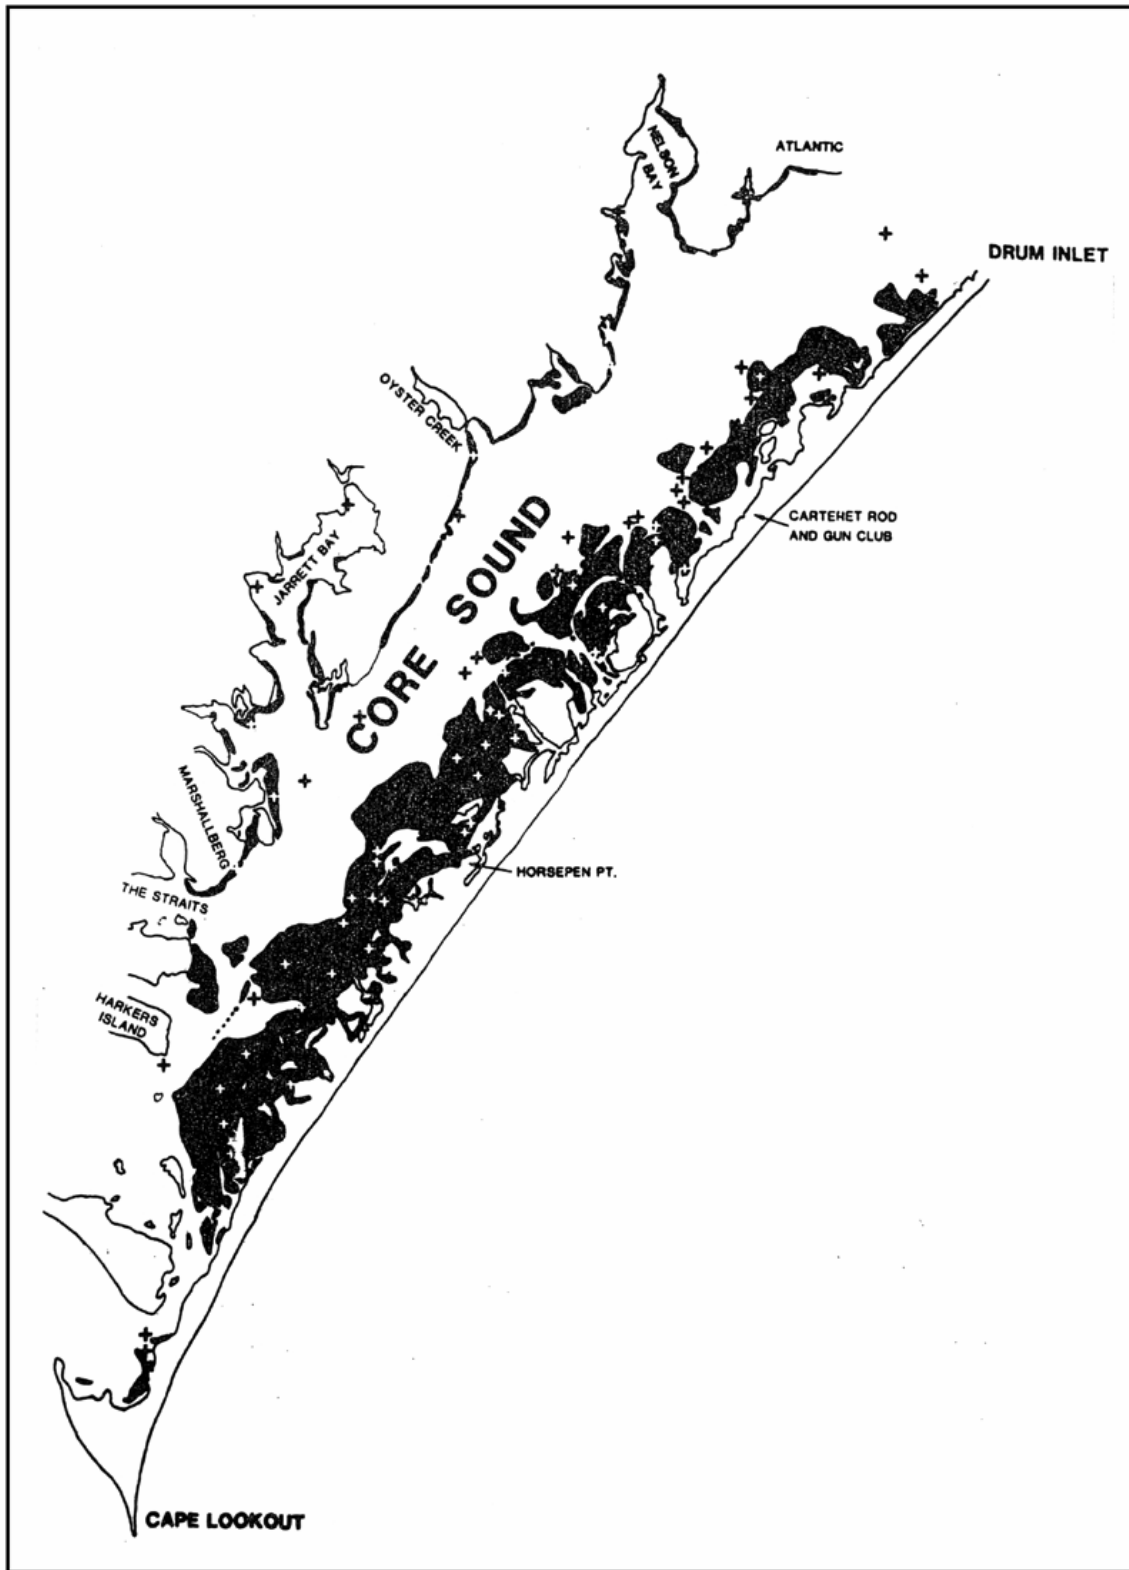 NELSON
BAY
ATLANTIC
DRUM INLET
OYSTER CREEK
CARTEHET ROD
AND GUN CLUB
JARRETT BAY
CORE SOUND
MARSHALLBERG
HORSEPEN PT.
THE STRAITS
HARKERS
ISLAND
CAPE LOOKOUT